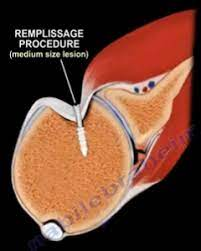 REMPLISSAGE
PROCEDURE
(medium size lesion)